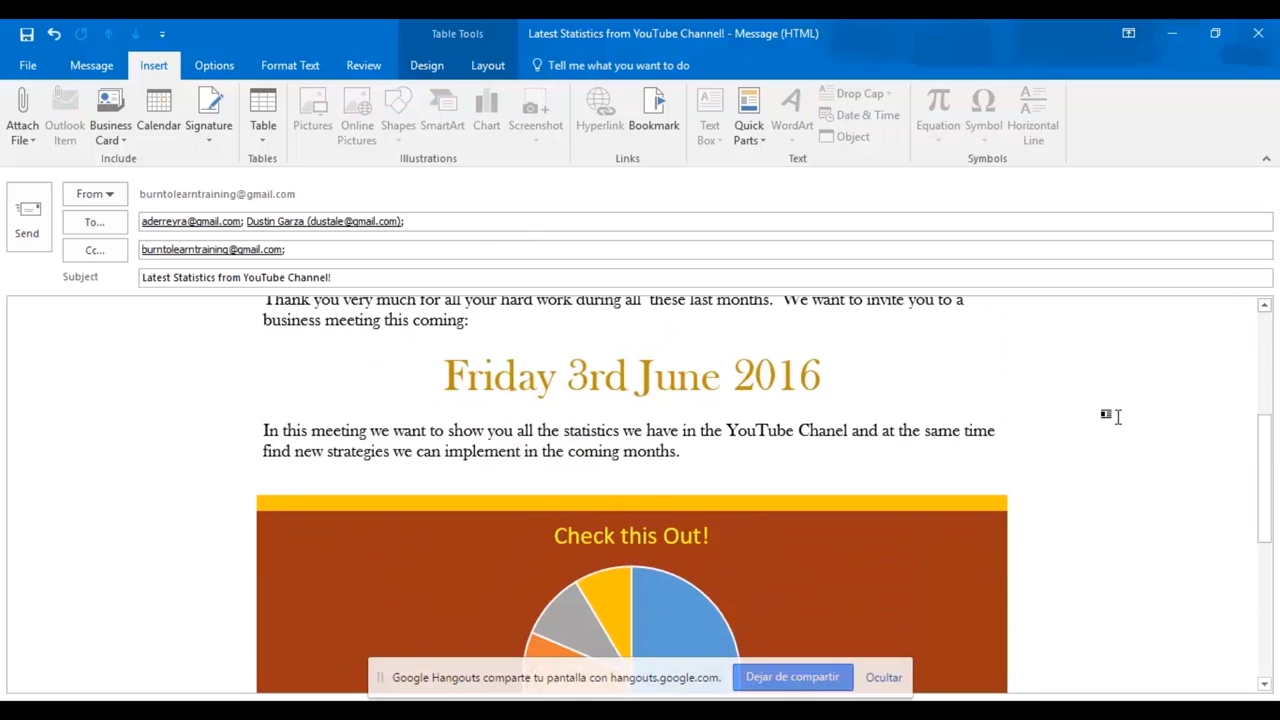 Table Tools
Latest Statistics from YouTube Channel! - Message (HTML)
File Message Insert Options Format Text Review Design Layout Tell me what you want to do
Attach File
Outlook Item
Business Card
Calendar
Signature
Table
Pictures
Online Pictures
Shapes
SmartArt
Chart
Screenshot
Hyperlink
Bookmark
Text Box
Quick Parts
WordArt
Drop Cap
Date & Time
Object
Equation
Symbol
Horizontal Line
Include Tables Illustrations Links Text Symbols
Send
From burntolearntraining@gmail.com
To... aderreyra@gmail.com; Dustin Garza (dustale@gmail.com);
Cc... burntolearntraining@gmail.com;
Subject Latest Statistics from YouTube Channel!
Thank you very much for all your hard work during all these last months. We want to invite you to a
business meeting this coming:
Friday 3rd June 2016
In this meeting we want to show you all the statistics we have in the YouTube Chanel and at the same time
find new strategies we can implement in the coming months.
Check this Out!
Google Hangouts comparte tu pantalla con hangouts.google.com. Dejar de compartir Ocultar